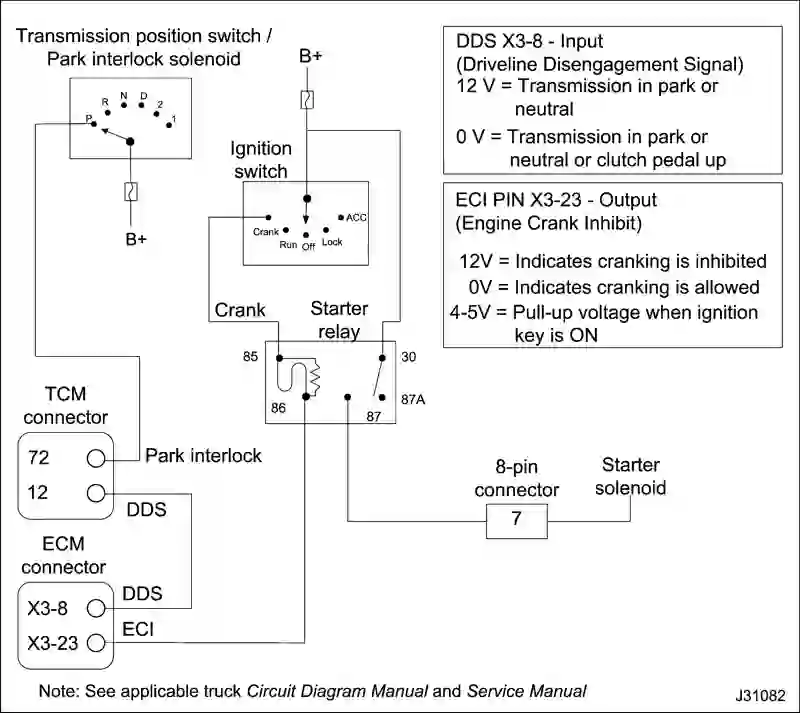 Transmission position switch /
Park interlock solenoid
B+
P
R
N
D
2
1
B+
Ignition
switch
Crank
Run
Off
Lock
ACC
Crank
Starter
relay
85
30
86
87
87A
TCM
connector
72
12
Park interlock
DDS
ECM
connector
X3-8
X3-23
DDS
ECI
8-pin
connector
7
Starter
solenoid
DDS X3-8 - Input
(Driveline Disengagement Signal)
12 V = Transmission in park or
neutral
0 V = Transmission in park or
neutral or clutch pedal up
ECI PIN X3-23 - Output
(Engine Crank Inhibit)
12V = Indicates cranking is inhibited
0V = Indicates cranking is allowed
4-5V = Pull-up voltage when ignition
key is ON
Note: See applicable truck Circuit Diagram Manual and Service Manual
J31082